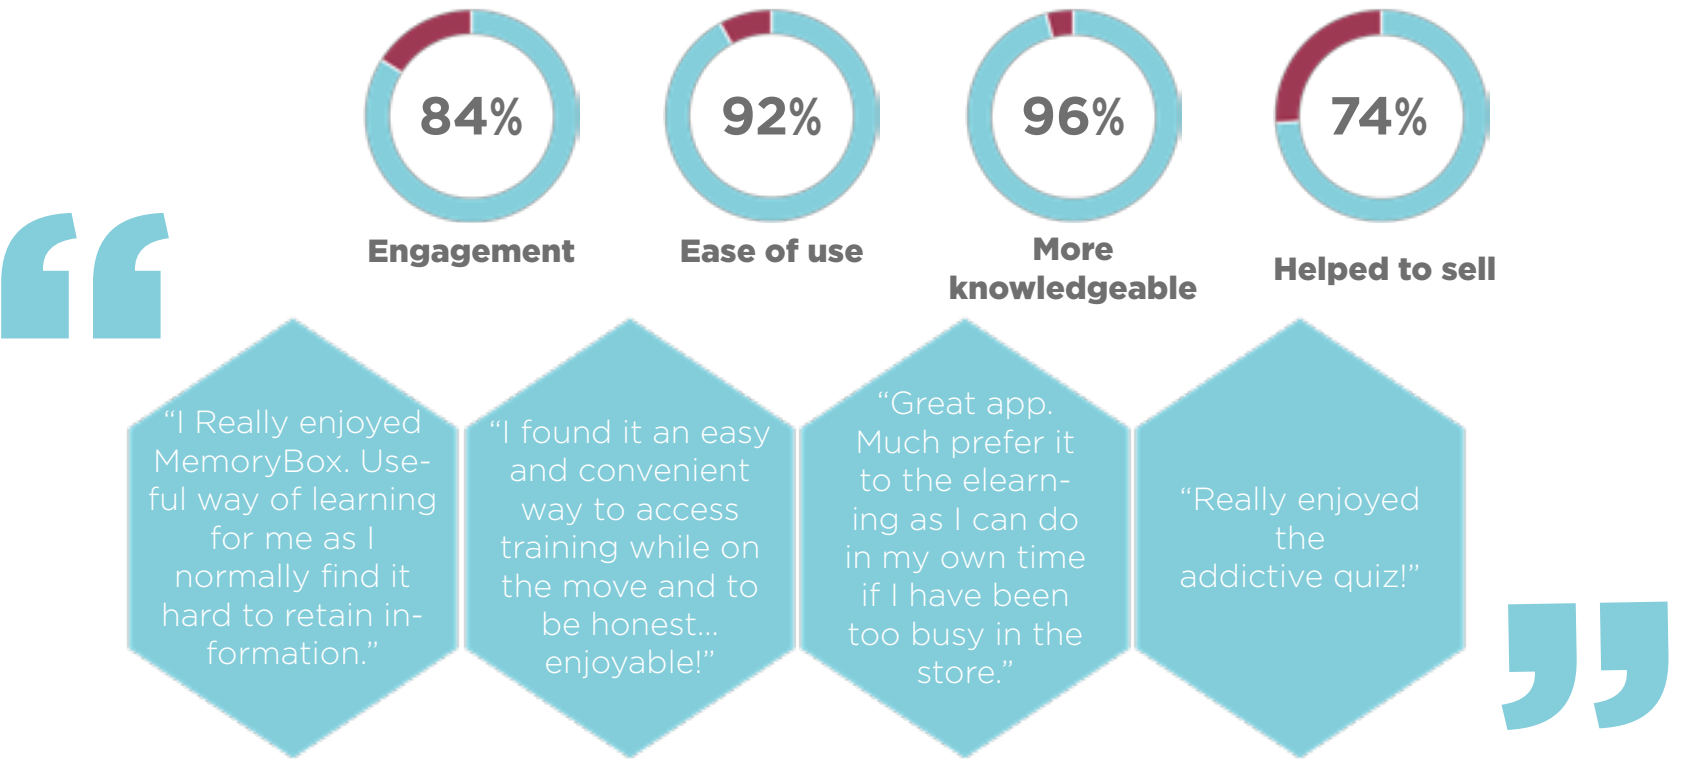 84%
92%
96%
74%
Engagement
Ease of use
More
knowledgeable
Helped to sell
“I Really enjoyed
MemoryBox. Use-
ful way of learning
for me as I
normally find it
hard to retain in-
formation.”
“I found it an easy
and convenient
way to access
training while on
the move and to
be honest...
enjoyable!”
“Great app.
Much prefer it
to the elearn-
ing as I can do
in my own time
if I have been
too busy in the
store.”
“Really enjoyed
the
addictive quiz!”